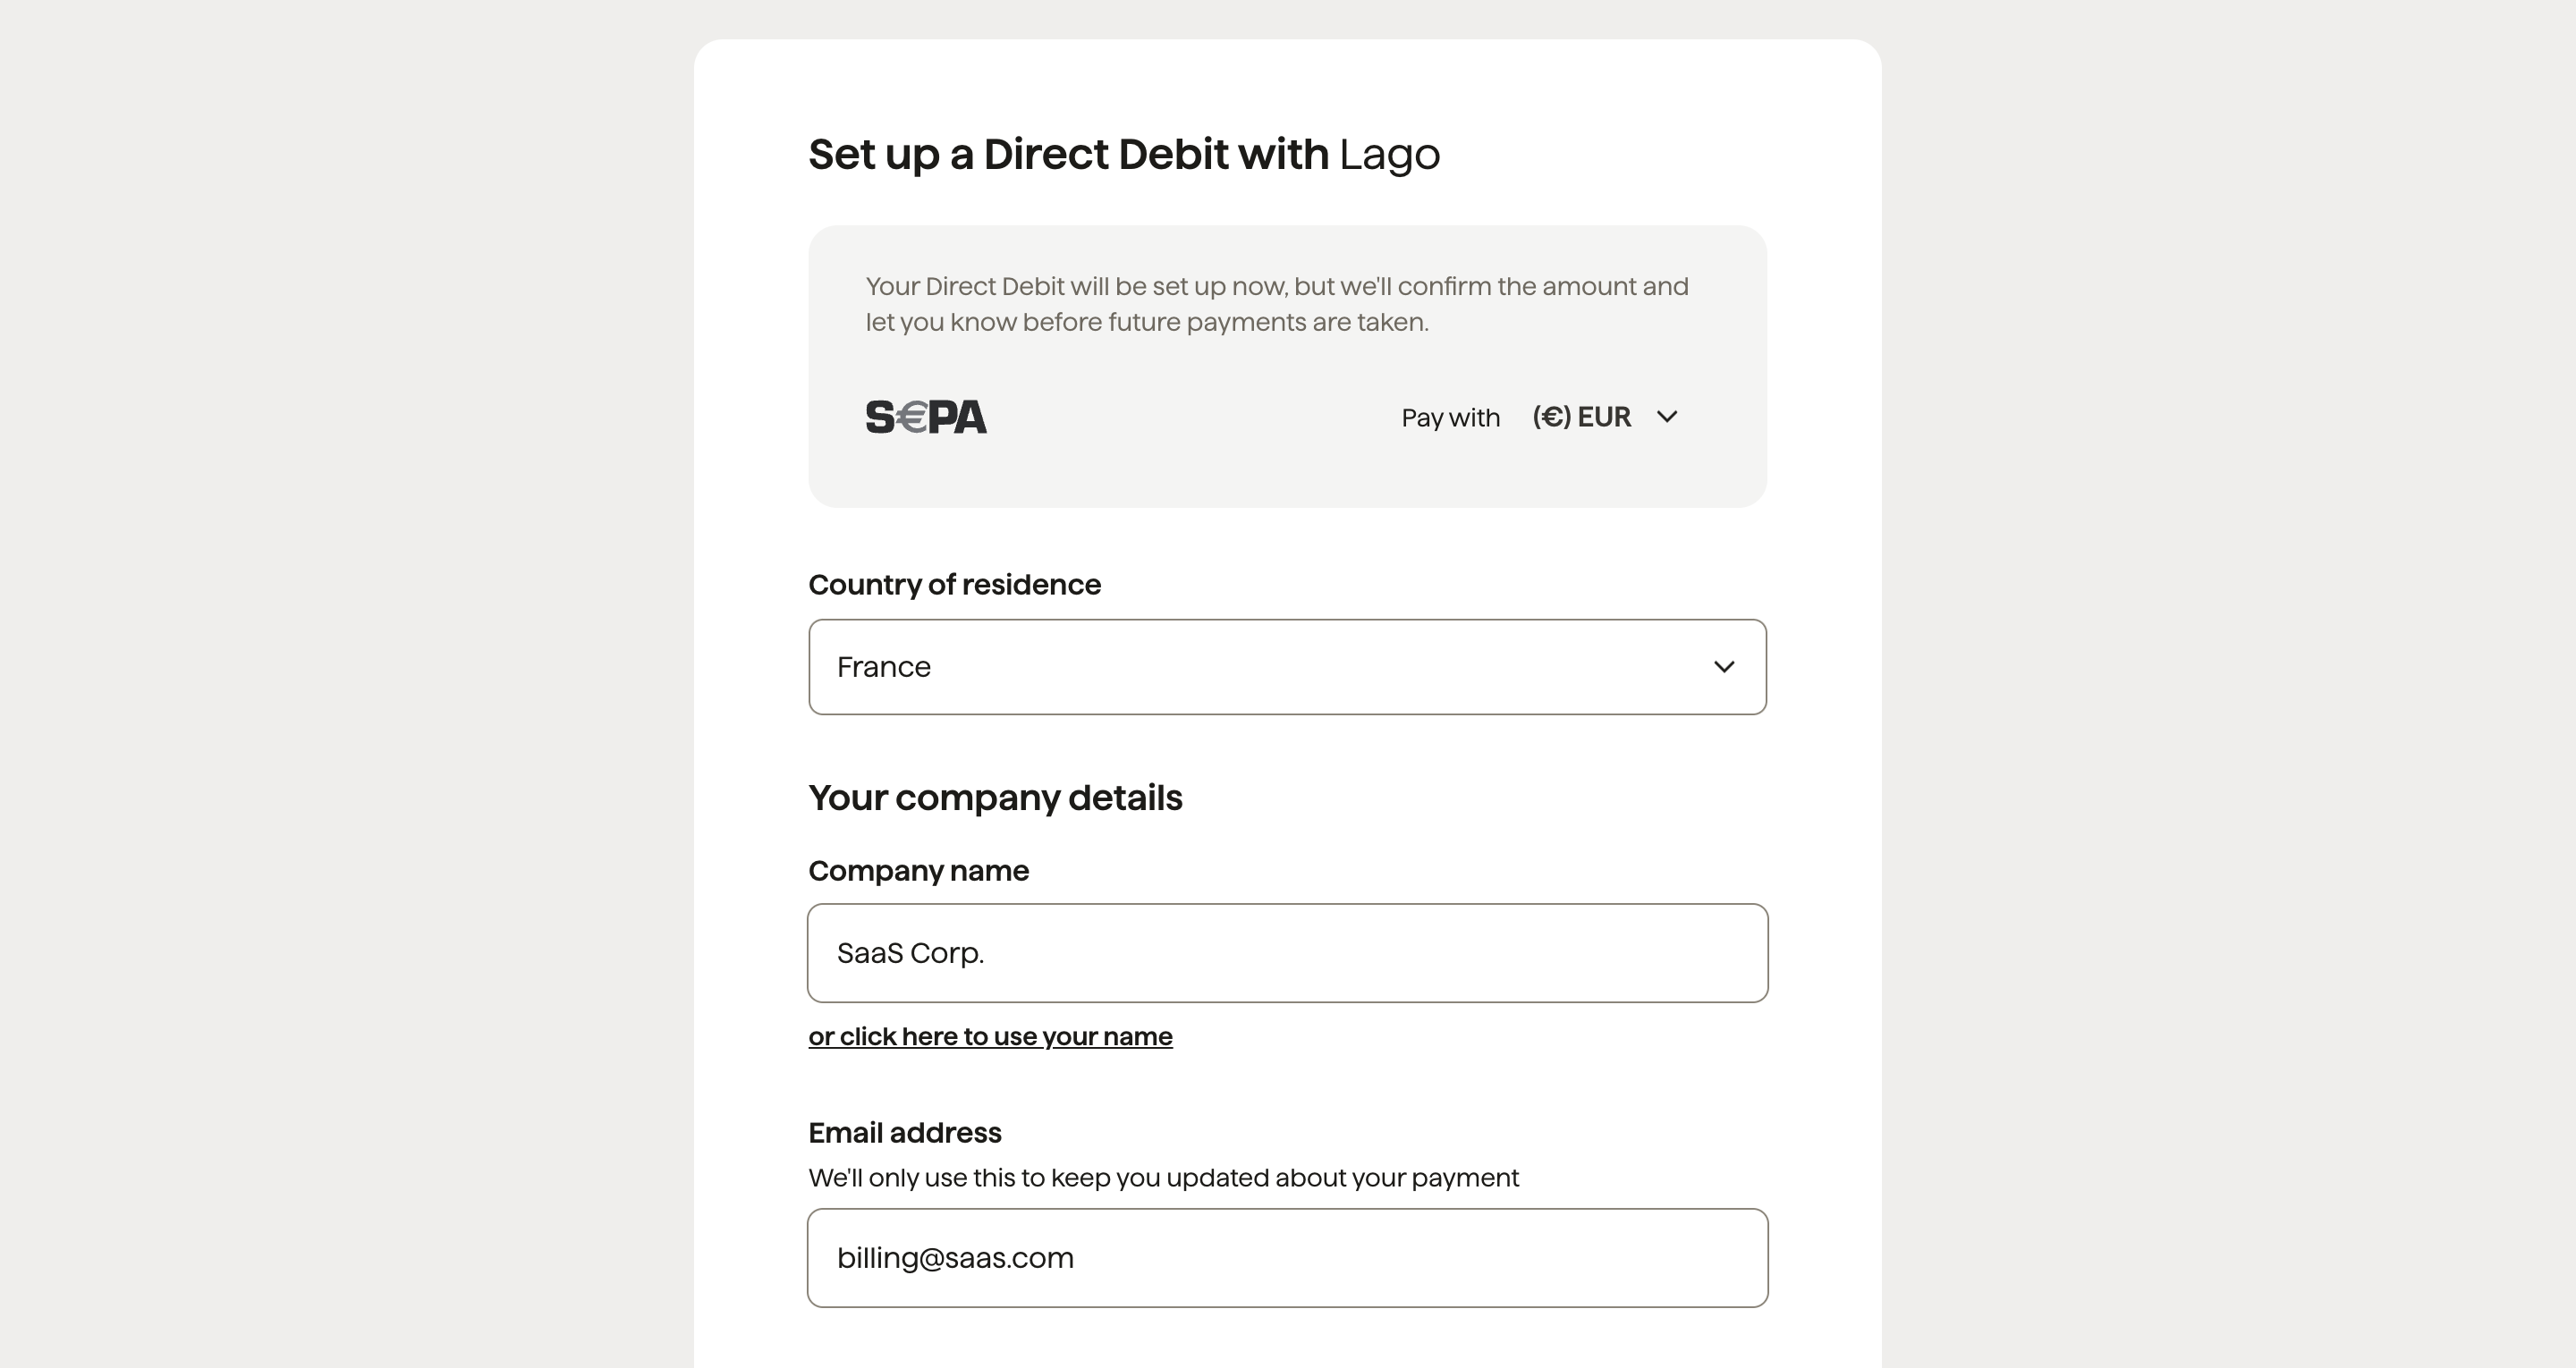 Set up a Direct Debit with Lago
Your Direct Debit will be set up now, but we'll confirm the amount and
let you know before future payments are taken.
S€PA
Pay with (€) EUR
Country of residence
France
Your company details
Company name
SaaS Corp.
or click here to use your name
Email address
We'll only use this to keep you updated about your payment
billing@saas.com